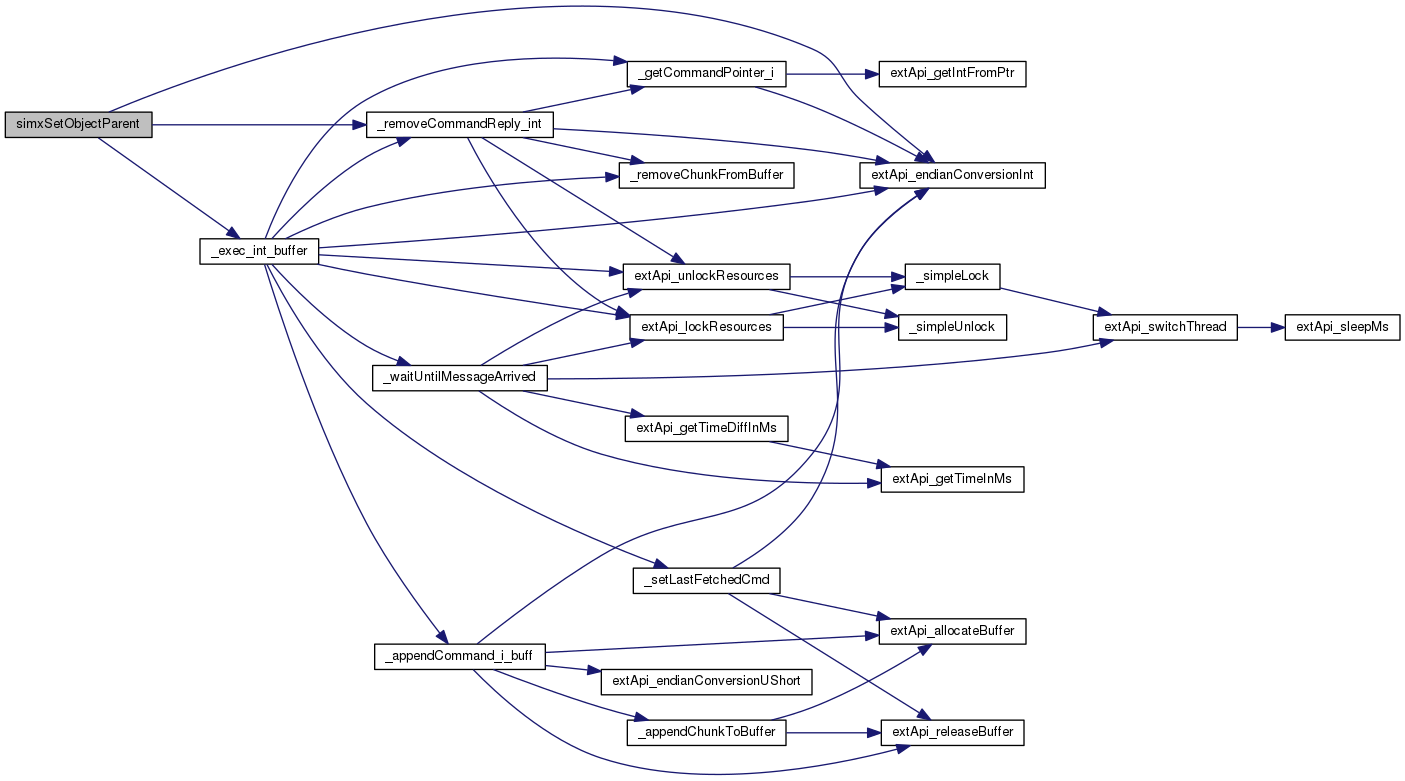 simxSetObjectParent
_exec_int_buffer
_removeCommandReply_int
_waitUntilMessageArrived
_appendCommand_i_buff
_getCommandPointer_i
_removeChunkFromBuffer
extApi_unlockResources
extApi_lockResources
extApi_getTimeDiffInMs
_setLastFetchedCmd
extApi_endianConversionUShort
_appendChunkToBuffer
extApi_getIntFromPtr
extApi_endianConversionInt
_simpleLock
_simpleUnlock
extApi_getTimeInMs
extApi_allocateBuffer
extApi_releaseBuffer
extApi_switchThread
extApi_sleepMs